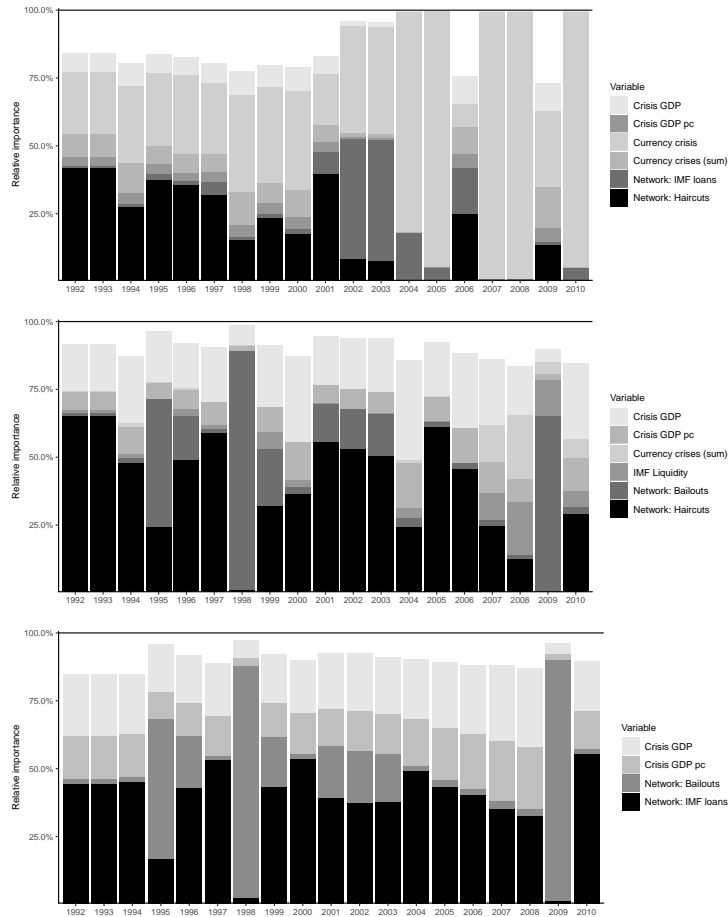 100.0%
75.0%
50.0%
25.0%
Relative importance
1992 1993 1994 1995 1996 1997 1998 1999 2000 2001 2002 2003 2004 2005 2006 2007 2008 2009 2010
Variable
Crisis GDP
Crisis GDP pc
Currency crisis
Currency crises (sum)
Network: IMF loans
Network: Haircuts
100.0%
75.0%
50.0%
25.0%
Relative importance
1992 1993 1994 1995 1996 1997 1998 1999 2000 2001 2002 2003 2004 2005 2006 2007 2008 2009 2010
Variable
Crisis GDP
Crisis GDP pc
Currency crises (sum)
IMF Liquidity
Network: Bailouts
Network: Haircuts
100.0%
75.0%
50.0%
25.0%
Relative importance
1992 1993 1994 1995 1996 1997 1998 1999 2000 2001 2002 2003 2004 2005 2006 2007 2008 2009 2010
Variable
Crisis GDP
Crisis GDP pc
Network: Bailouts
Network: IMF loans